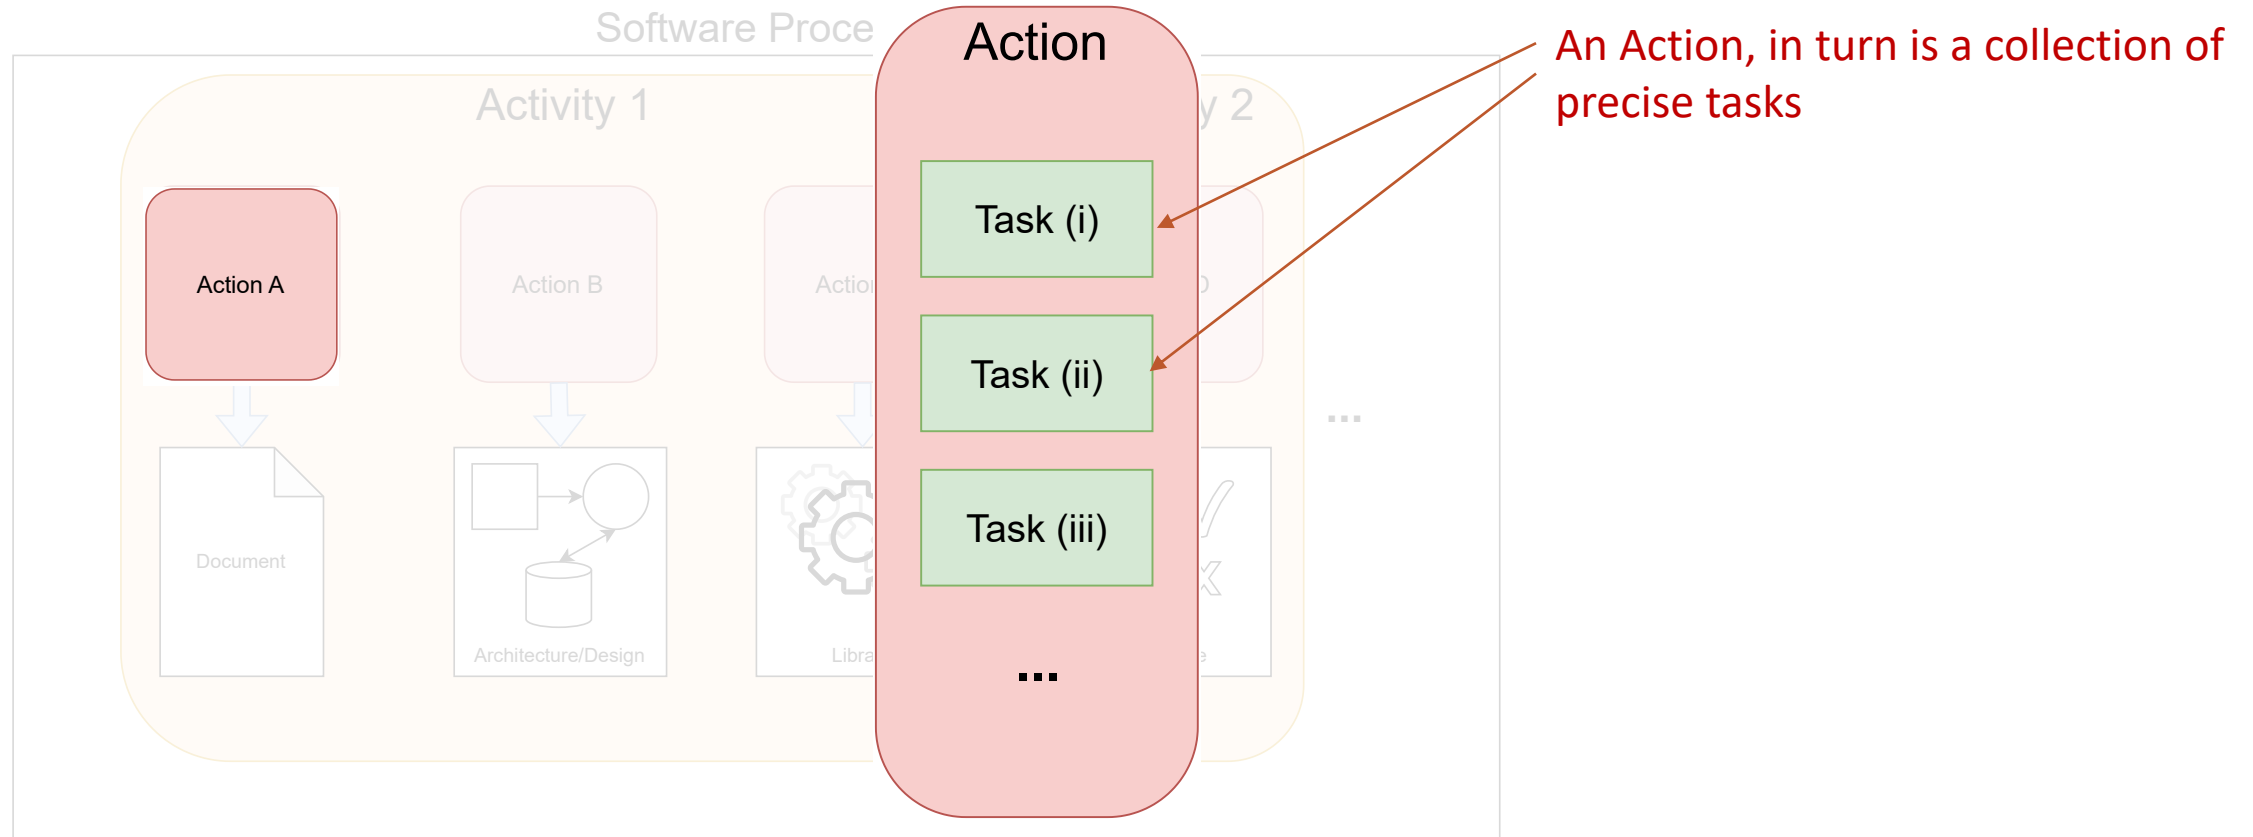 Software Proce
Action
An Action, in turn is a collection of
precise tasks
Activity 1
y 2
Task (i)
Action A
Action B
Action
Task (ii)
...
Task (iii)
Document
Architecture/Design
Libra
e
...